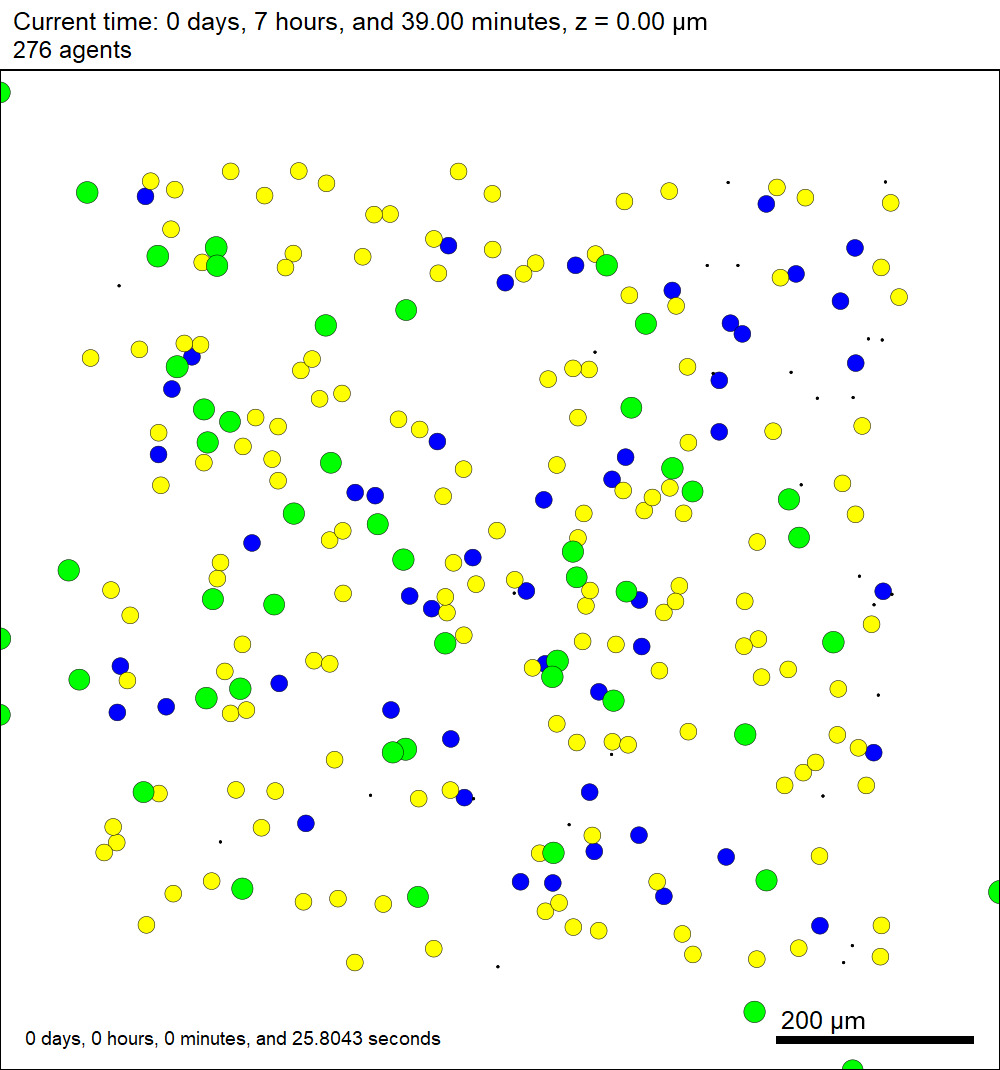 Current time: 0 days, 7 hours, and 39.00 minutes, z = 0.00 μm
276 agents
200 μm
0 days, 0 hours, 0 minutes, and 25.8043 seconds